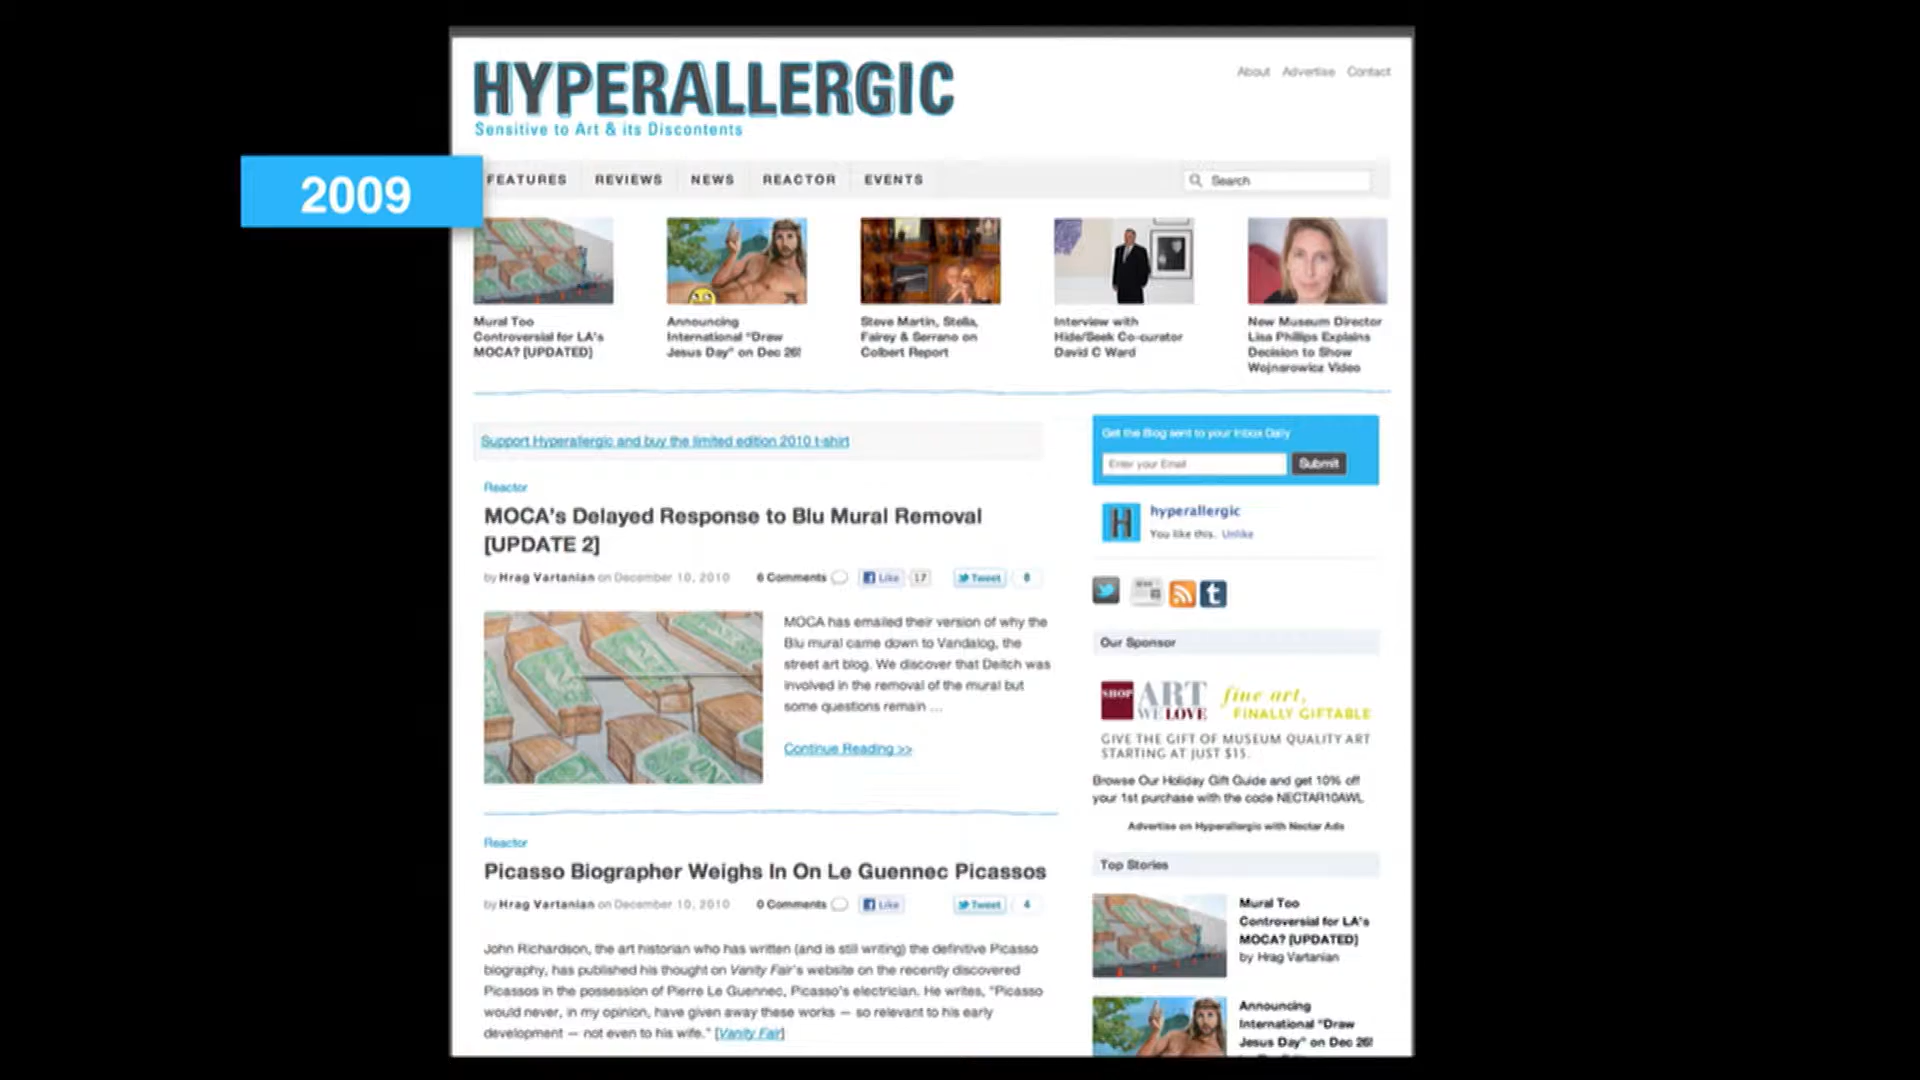 HYPERALLERGIC
Sensitive to Art & its Discontents
About Advertise Contact
2009
FEATURES REVIEWS NEWS REACTOR EVENTS
Search
Mural Too
Controversial for LA's
MOCA? [UPDATED]
Announcing
International "Draw
Jesus Day" on Dec 26!
Steve Martin, Stella,
Fairey & Serrano on
Colbert Report
Interview with
Hide/Seek Co-curator
David C Ward
New Museum Director
Lisa Phillips Explains
Decision to Show
Wojnarowicz Video
Support Hyperallergic and buy the limited edition 2010 t-shirt
Reactor
MOCA's Delayed Response to Blu Mural Removal
[UPDATE 2]
by Hrag Vartanian on December 10, 2010 6 Comments Like 17 Tweet 8
MOCA has emailed their version of why the
Blu mural came down to Vandalog, the
street art blog. We discover that Deitch was
involved in the removal of the mural but
some questions remain ...
Continue Reading >>
Reactor
Picasso Biographer Weighs In On Le Guennec Picassos
by Hrag Vartanian on December 10, 2010 0 Comments Like Tweet 4
John Richardson, the art historian who has written (and is still writing) the definitive Picasso
biography, has published his thought on Vanity Fair's website on the recently discovered
Picassos in the possession of Pierre Le Guennec, Picasso's electrician. He writes, "Picasso
would never, in my opinion, have given away these works — so relevant to his early
development — not even to his wife." [Vanity Fair]
Get the Blog sent to your Inbox Daily
Enter your Email Submit
H
hyperallergic
You like this. Unlike
Our Sponsor
SHOP ART WE LOVE
fine art,
FINALLY GIFTABLE
GIVE THE GIFT OF MUSEUM QUALITY ART
STARTING AT JUST $15.
Browse Our Holiday Gift Guide and get 10% off
your 1st purchase with the code NECTAR10AWL
Advertise on Hyperallergic with Nectar Ads
Top Stories
Mural Too
Controversial for LA's
MOCA? [UPDATED]
by Hrag Vartanian
Announcing
International "Draw
Jesus Day" on Dec 26!